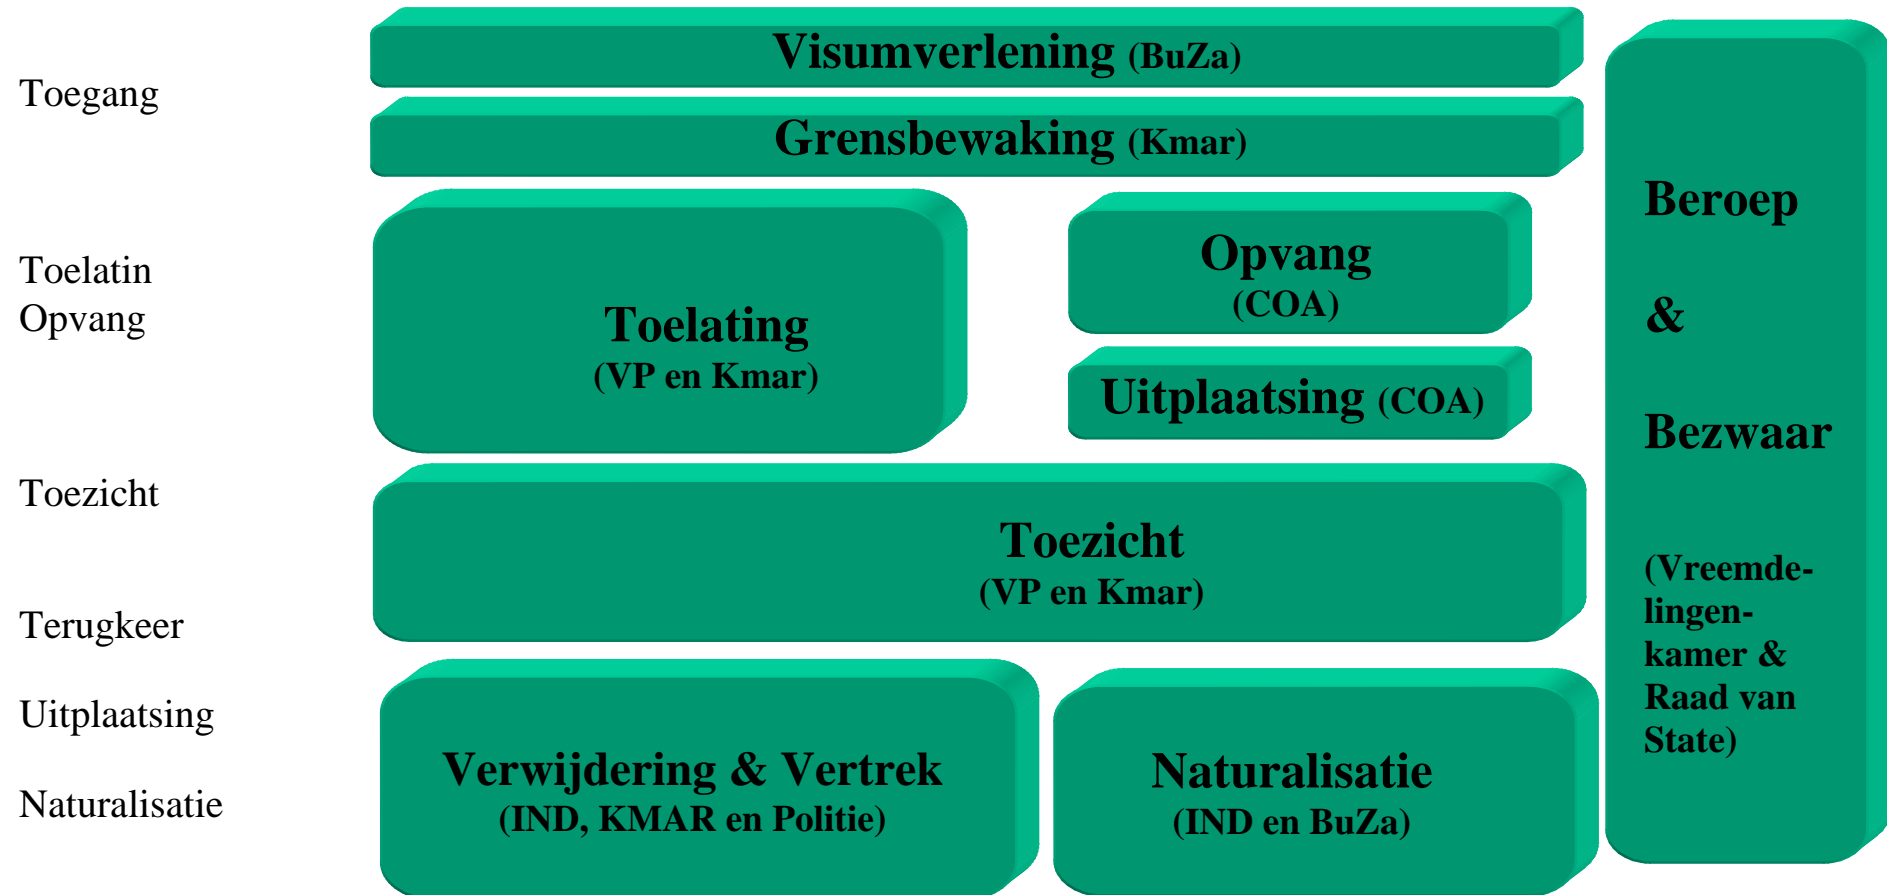 Toegang
Toelatin
Opvang
Toezicht
Terugkeer
Uitplaatsing
Naturalisatie
Visumverlening (BuZa)
Grensbewaking (Kmar)
Toelating
(VP en Kmar)
Opvang
(COA)
Uitplaatsing (COA)
Toezicht
(VP en Kmar)
Verwijdering & Vertrek
(IND, KMAR en Politie)
Naturalisatie
(IND en BuZa)
Beroep
&
Bezwaar
(Vreemde-
lingen-
kamer &
Raad van
State)